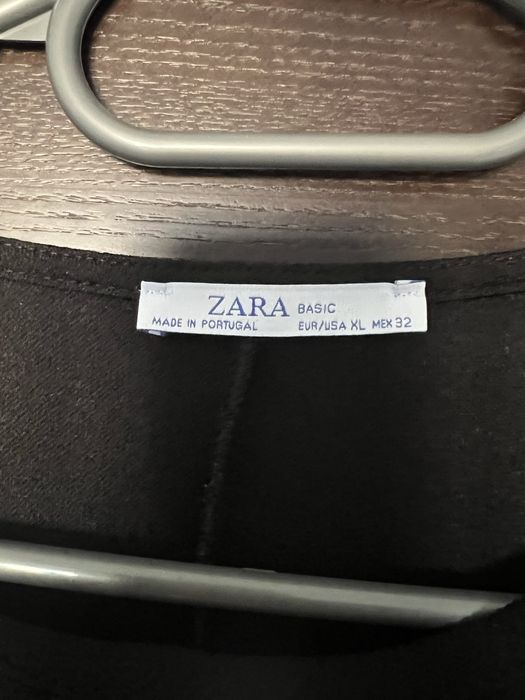 ZARA BASIC
MADE IN PORTUGAL EUR/USA XL MEX 32